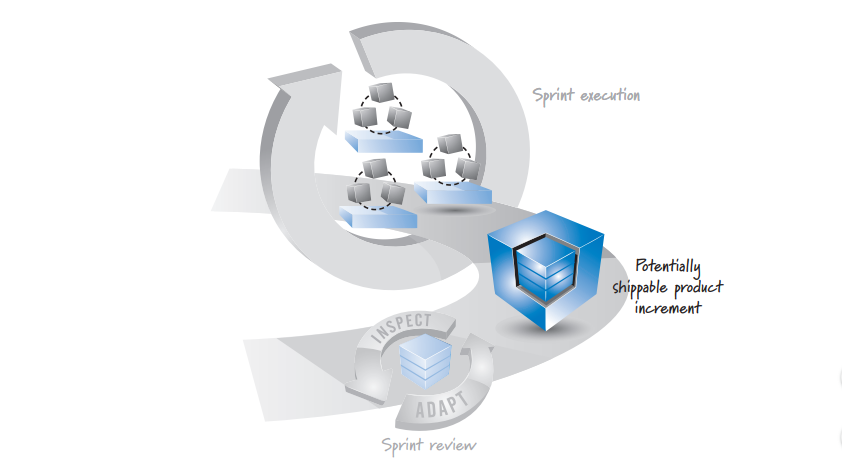 Sprint execution
Potentially
shippable product
increment
INSPECT
ADAPT
Sprint review